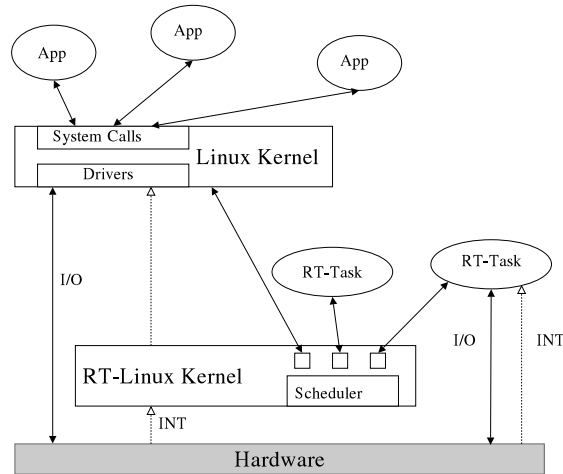 App
App
App
System Calls
Linux Kernel
Drivers
I/O
RT-Task
RT-Task
I/O
INT
RT-Linux Kernel
Scheduler
INT
Hardware